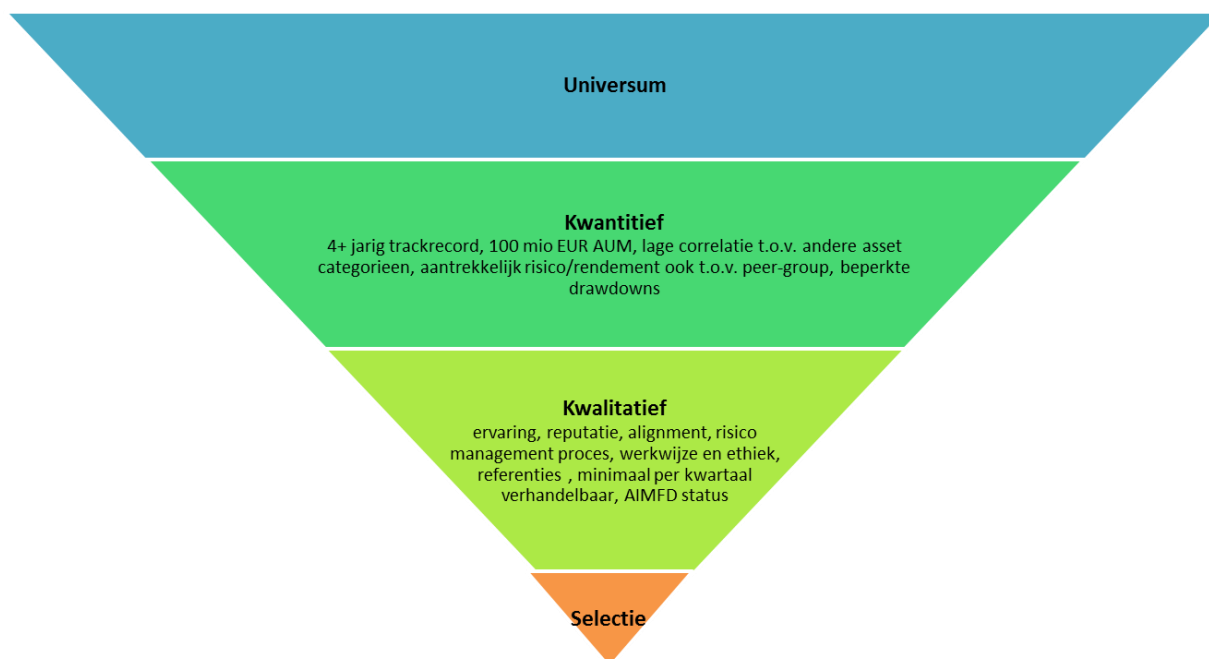 Universum
Kwantitief
4+ jarig trackrecord, 100 mio EUR AUM, lage correlatie t.o.v. andere asset
categorieen, aantrekkelijk risico/rendement ook t.o.v. peer-group, beperkte
drawdowns
Kwalitatief
ervaring, reputatie, alignment, risico
management proces, werkwijze en ethiek,
referenties , minimaal per kwartaal
verhandelbaar, AIMFD status
Selectie